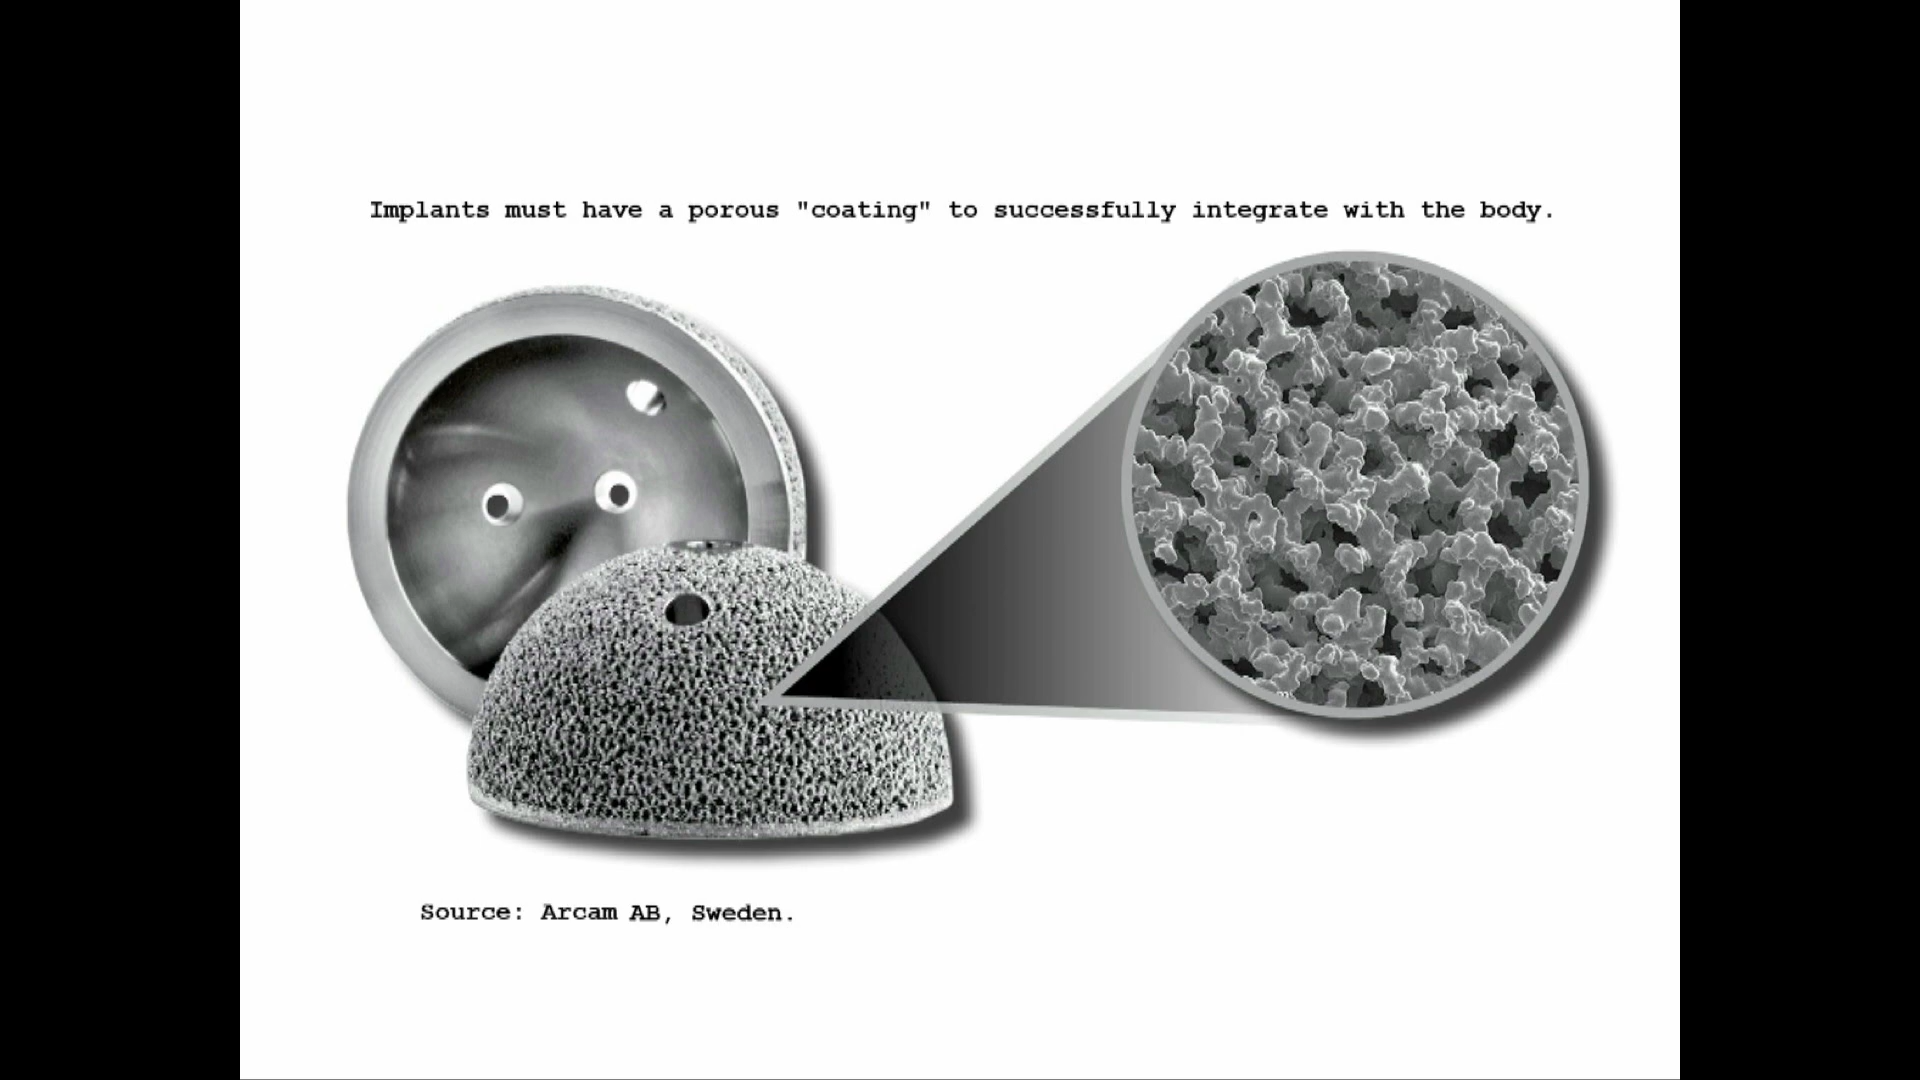 Implants must have a porous "coating" to successfully integrate with the body.
Source: Arcam AB, Sweden.